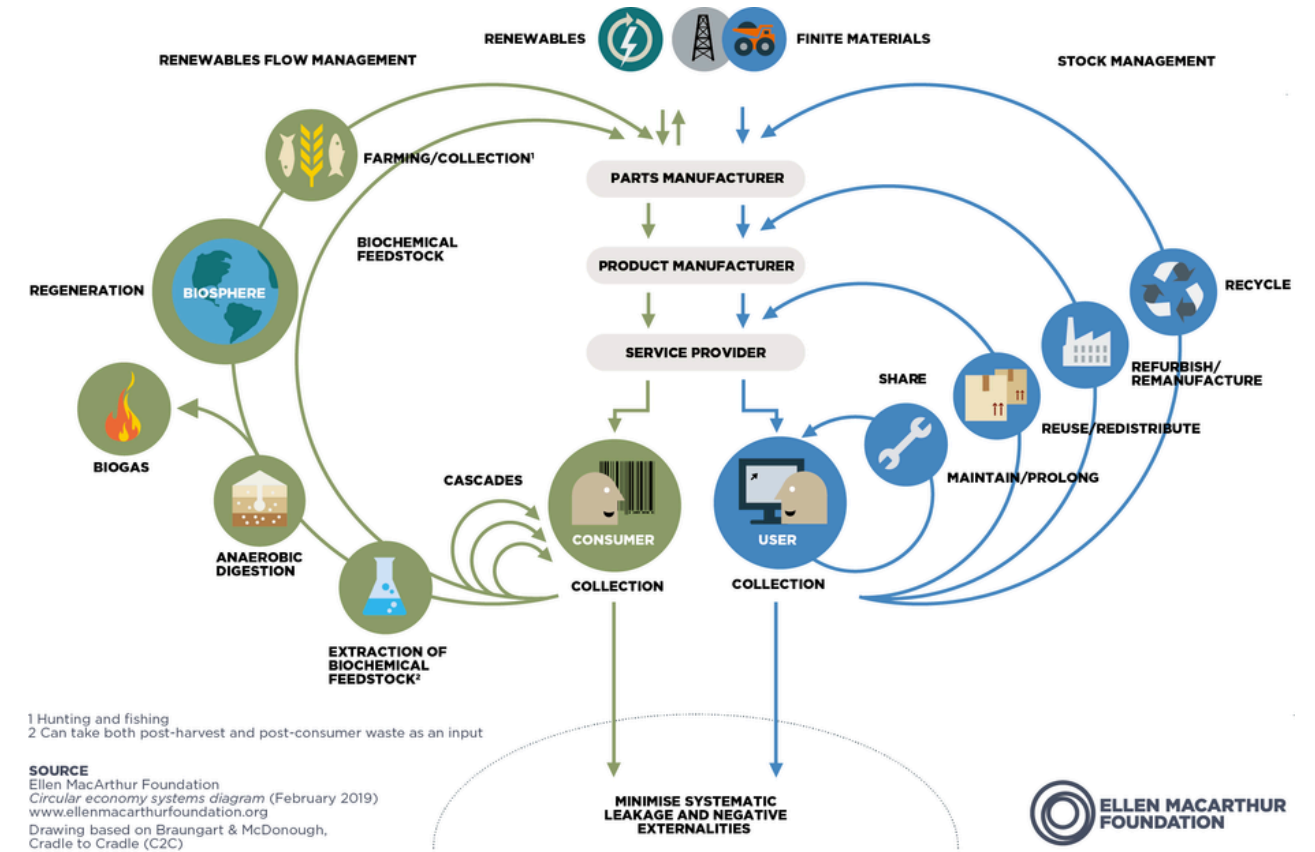 RENEWABLES
FINITE MATERIALS
RENEWABLES FLOW MANAGEMENT
STOCK MANAGEMENT
FARMING/COLLECTION¹
PARTS MANUFACTURER
BIOCHEMICAL
FEEDSTOCK
PRODUCT MANUFACTURER
REGENERATION
BIOSPHERE
RECYCLE
SERVICE PROVIDER
SHARE
REFURBISH/
REMANUFACTURE
REUSE/REDISTRIBUTE
BIOGAS
CASCADES
MAINTAIN/PROLONG
CONSUMER
USER
ANAEROBIC
DIGESTION
COLLECTION
COLLECTION
EXTRACTION OF
BIOCHEMICAL
FEEDSTOCK²
1 Hunting and fishing
2 Can take both post-harvest and post-consumer waste as an input
SOURCE
Ellen MacArthur Foundation
Circular economy systems diagram (February 2019)
www.ellenmacarthurfoundation.org
Drawing based on Braungart & McDonough,
Cradle to Cradle (C2C)
MINIMISE SYSTEMATIC
LEAKAGE AND NEGATIVE
EXTERNALITIES
ELLEN MACARTHUR
FOUNDATION